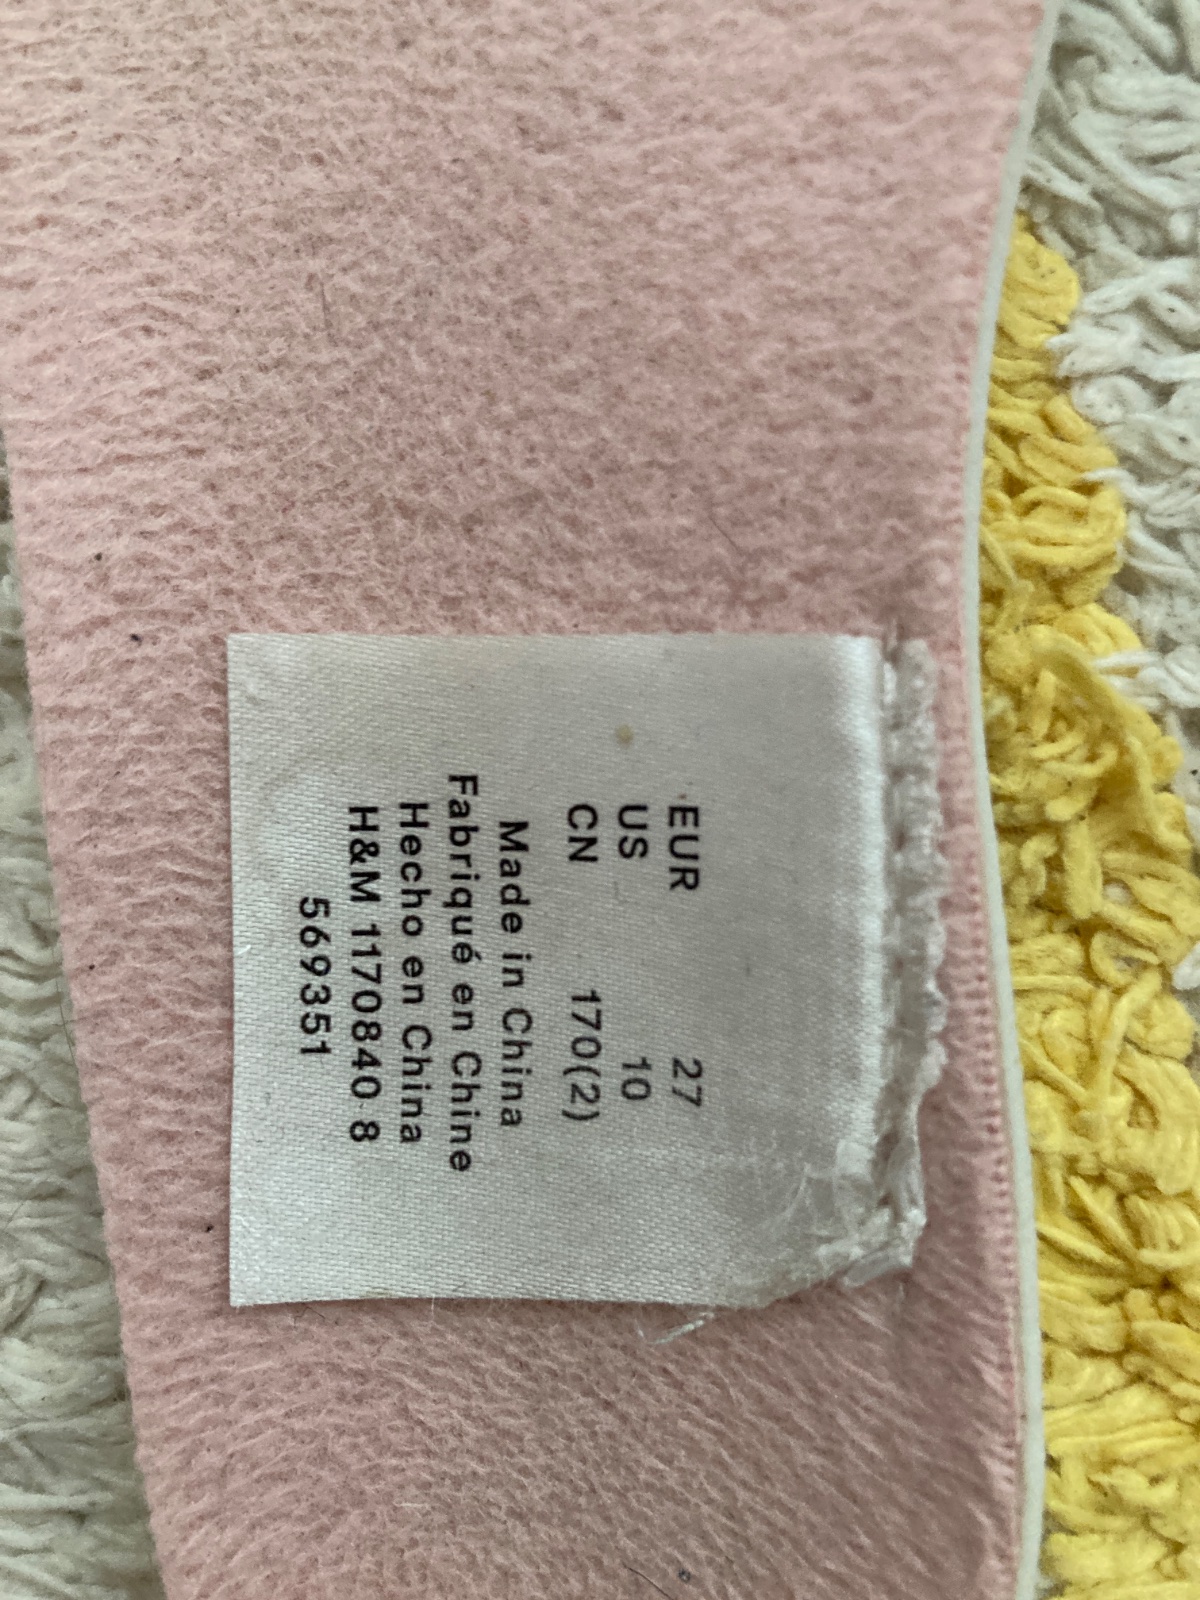 EUR 27
US 10
CN 170(2)
Made in China
Fabriqué en Chine
Hecho en China
H&M 1170840 8
569351